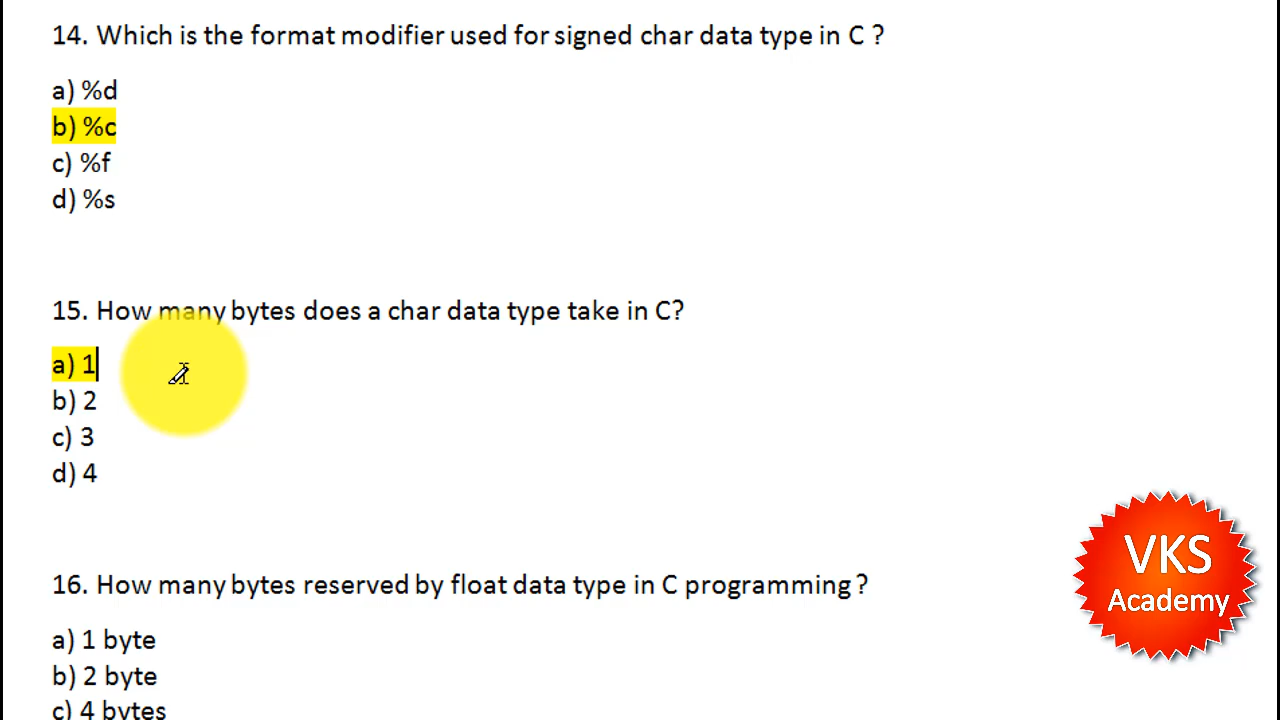 14. Which is the format modifier used for signed char data type in C ?
a) %d
b) %c
c) %f
d) %s
15. How many bytes does a char data type take in C?
a) 1
b) 2
c) 3
d) 4
16. How many bytes reserved by float data type in C programming ?
a) 1 byte
b) 2 byte
c) 4 bytes
VKS
Academy